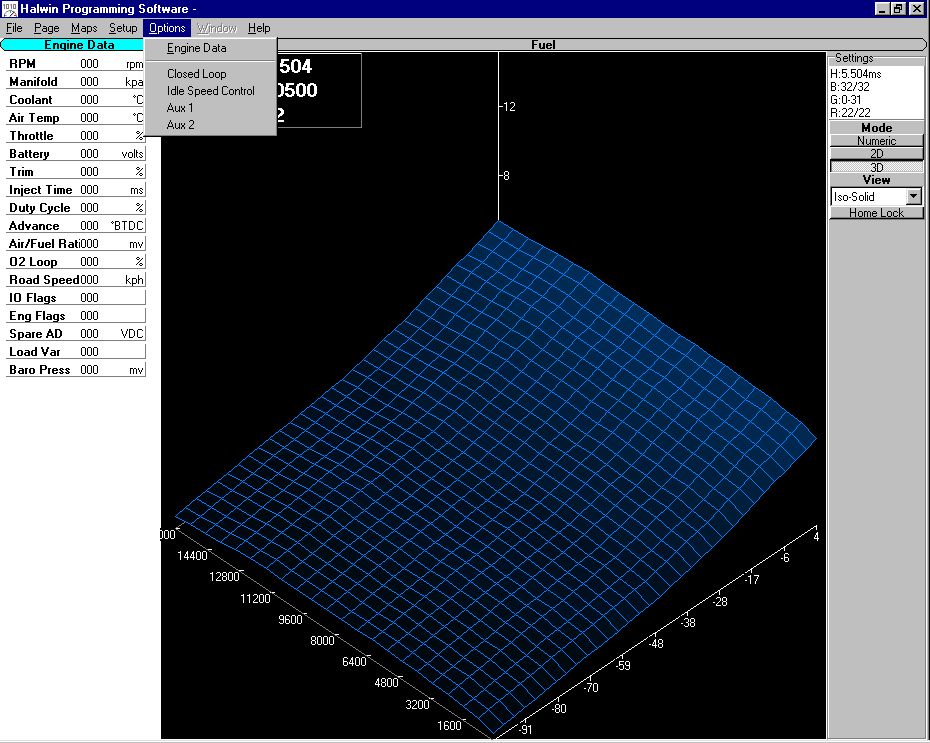 Halwin Programming Software -
File Page Maps Setup Options Window Help
Engine Data
Closed Loop
Idle Speed Control
Aux 1
Aux 2
Engine Data
RPM 000 rpm
Manifold 000 kpa
Coolant 000 °C
Air Temp 000 °C
Throttle 000 %
Battery 000 volts
Trim 000 %
Inject Time 000 ms
Duty Cycle 000 %
Advance 000 °BTDC
Air/Fuel Rati000 mv
O2 Loop 000 %
Road Speed000 kph
IO Flags 000
Eng Flags 000
Spare AD 000 VDC
Load Var 000
Baro Press 000 mv
Fuel
504
0500
2
12
8
000
14400
12800
11200
9600
8000
6400
4800
3200
1600
4
-6
-17
-28
-38
-48
-59
-70
-80
-91
Settings
H:5.504ms
B:32/32
G:0-31
R:22/22
Mode
Numeric
2D
3D
View
Iso-Solid
Home Lock